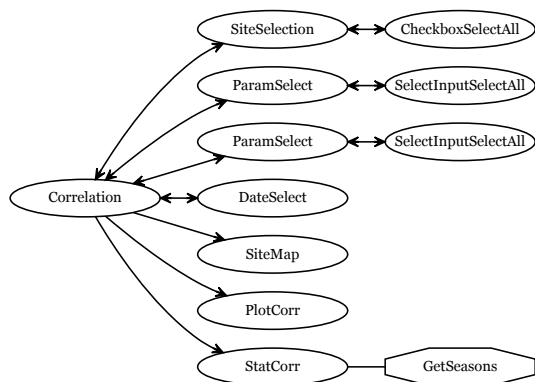 SiteSelection CheckboxSelectAll
ParamSelect SelectInputSelectAll
ParamSelect SelectInputSelectAll
Correlation DateSelect
SiteMap
PlotCorr
StatCorr GetSeasons